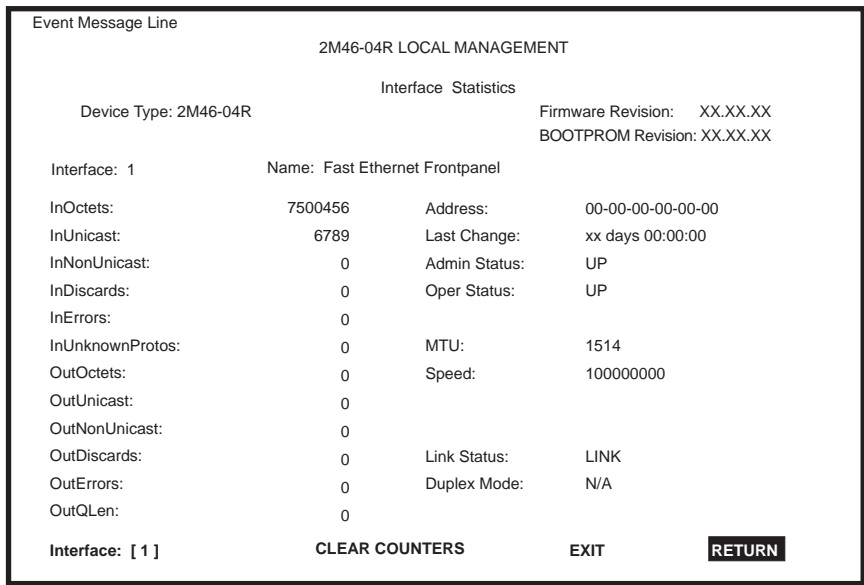 Event Message Line
2M46-04R LOCAL MANAGEMENT
Interface Statistics
Device Type: 2M46-04R Firmware Revision: XX.XX.XX
BOOTPROM Revision: XX.XX.XX
Interface: 1 Name: Fast Ethernet Frontpanel
InOctets: 7500456 Address: 00-00-00-00-00-00
InUnicast: 6789 Last Change: xx days 00:00:00
InNonUnicast: 0 Admin Status: UP
InDiscards: 0 Oper Status: UP
InErrors: 0
InUnknownProtos: 0 MTU: 1514
OutOctets: 0 Speed: 100000000
OutUnicast: 0
OutNonUnicast: 0
OutDiscards: 0 Link Status: LINK
OutErrors: 0 Duplex Mode: N/A
OutQLen: 0
Interface: [ 1 ] CLEAR COUNTERS EXIT RETURN